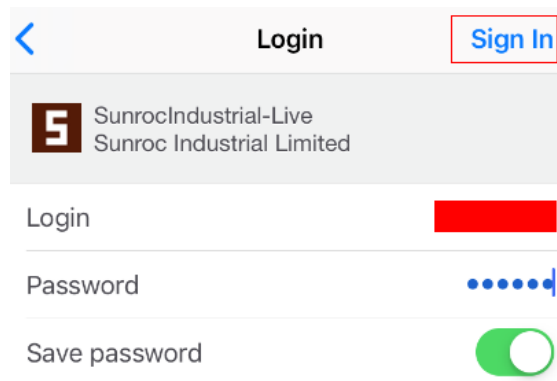 Login
Sign In
SunrocIndustrial-Live
Sunroc Industrial Limited
Login
Password
Save password